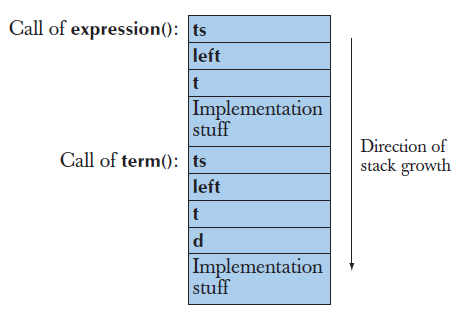 Call of expression(): ts
left
t
Implementation
stuff
Call of term(): ts
left
t
d
Implementation
stuff
Direction of
stack growth